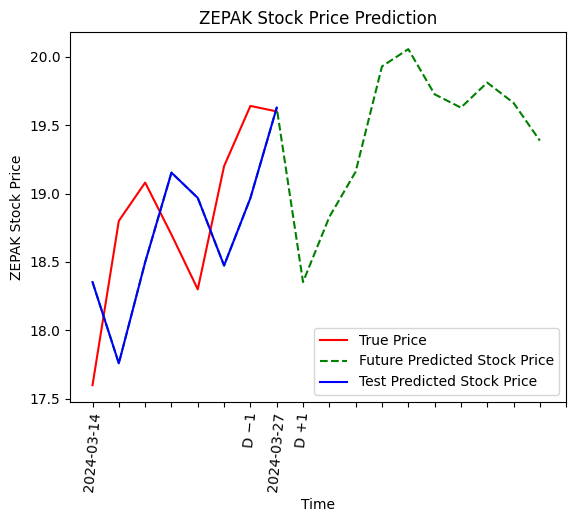 ZEPAK Stock Price Prediction
ZEPAK Stock Price
20.0
19.5
19.0
18.5
18.0
17.5
True Price
Future Predicted Stock Price
Test Predicted Stock Price
2024-03-14
D −1
2024-03-27
D +1
Time